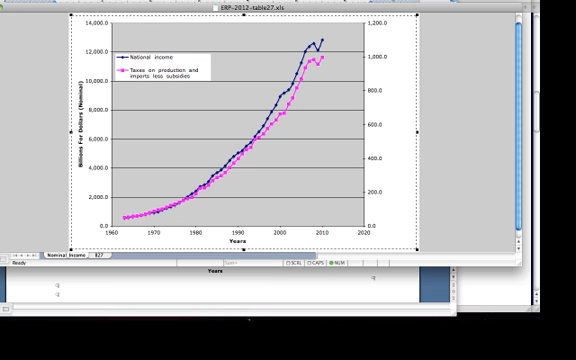 ERP-2012-table27.xls
14,000.0
12,000.0
10,000.0
8,000.0
6,000.0
4,000.0
2,000.0
0.0
Billions For Dollars (Nominal)
National income
Taxes on production and
imports less subsidies
1,200.0
1,000.0
800.0
600.0
400.0
200.0
0.0
1960 1970 1980 1990 2000 2010 2020
Years
Nominal_Income B27
Ready
Sum=
SCRL CAPS NUM
Years